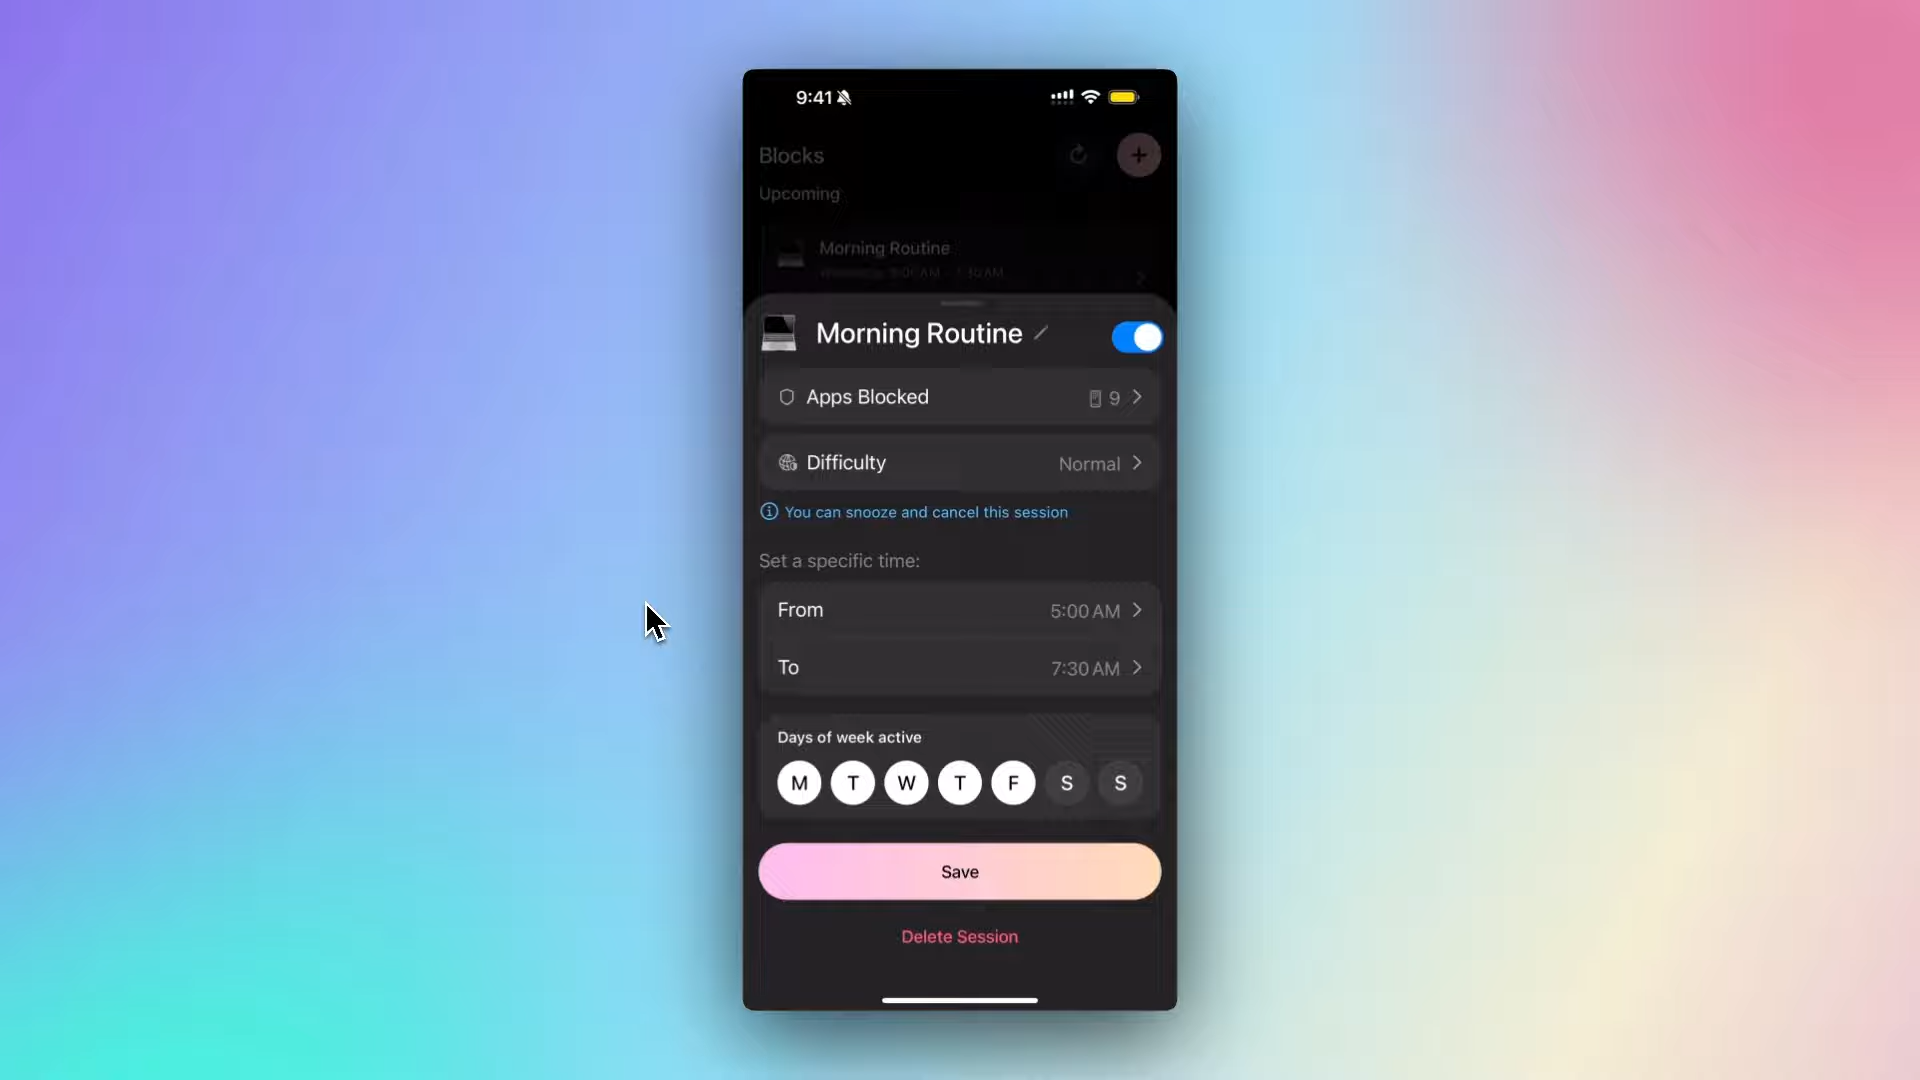 9:41
Blocks
Upcoming
Morning Routine
Morning Routine
Apps Blocked 9
Difficulty Normal
You can snooze and cancel this session
Set a specific time:
From 5:00 AM
To 7:30 AM
Days of week active
M T W T F S S
Save
Delete Session